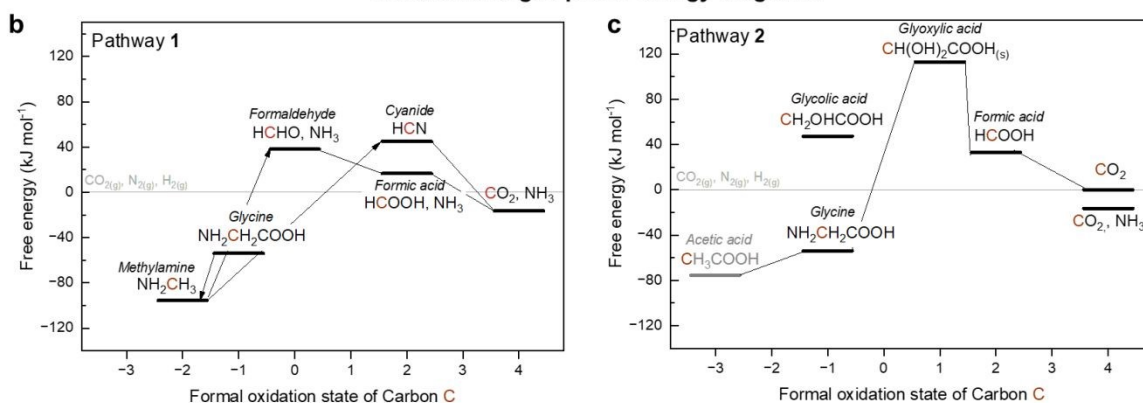 b
Pathway 1
Free energy (kJ mol⁻¹)
120
80
40
0
−40
−80
−120
CO₂₍g₎, N₂₍g₎, H₂₍g₎
Formaldehyde
HCHO, NH₃
Cyanide
HCN
Formic acid
HCOOH, NH₃
CO₂, NH₃
Glycine
NH₂CH₂COOH
Methylamine
NH₂CH₃
−3 −2 −1 0 1 2 3 4
Formal oxidation state of Carbon C
c
Pathway 2
Free energy (kJ mol⁻¹)
120
80
40
0
−40
−80
−120
Glyoxylic acid
CH(OH)₂COOH₍s₎
Glycolic acid
CH₂OHCOOH
Formic acid
HCOOH
CO₂₍g₎, N₂₍g₎, H₂₍g₎
CO₂
CO₂, NH₃
Glycine
NH₂CH₂COOH
Acetic acid
CH₃COOH
−3 −2 −1 0 1 2 3 4
Formal oxidation state of Carbon C